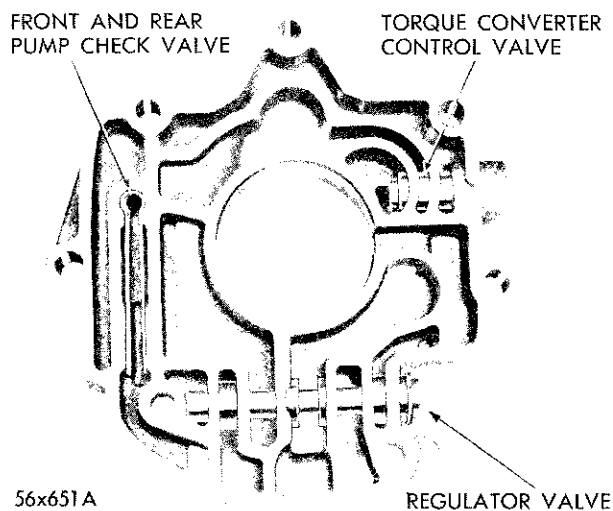 FRONT AND REAR
PUMP CHECK VALVE
TORQUE CONVERTER
CONTROL VALVE
56x651A
REGULATOR VALVE